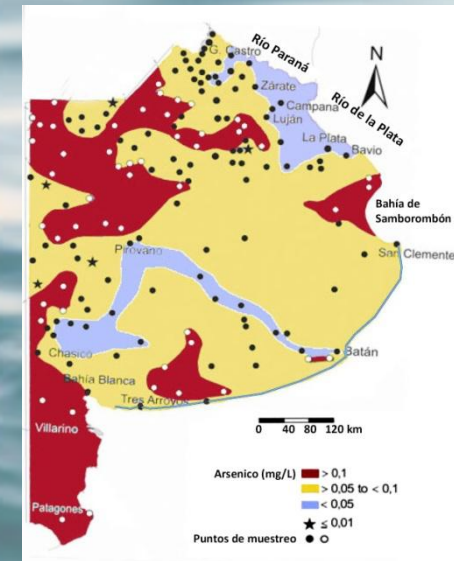 N
Río Paraná
G. Castro
Zárate
Río de la Plata
Campana
Luján
La Plata
Bavio
Bahía de
Samborombón
San Clemente
Pirovano
Chasico
Batán
Bahía Blanca
Tres Arroyos
Villarino
0 40 80 120 km
Patagones
Arsenico (mg/L)
> 0,1
> 0,05 to < 0,1
< 0,05
≤ 0,01
Puntos de muestreo